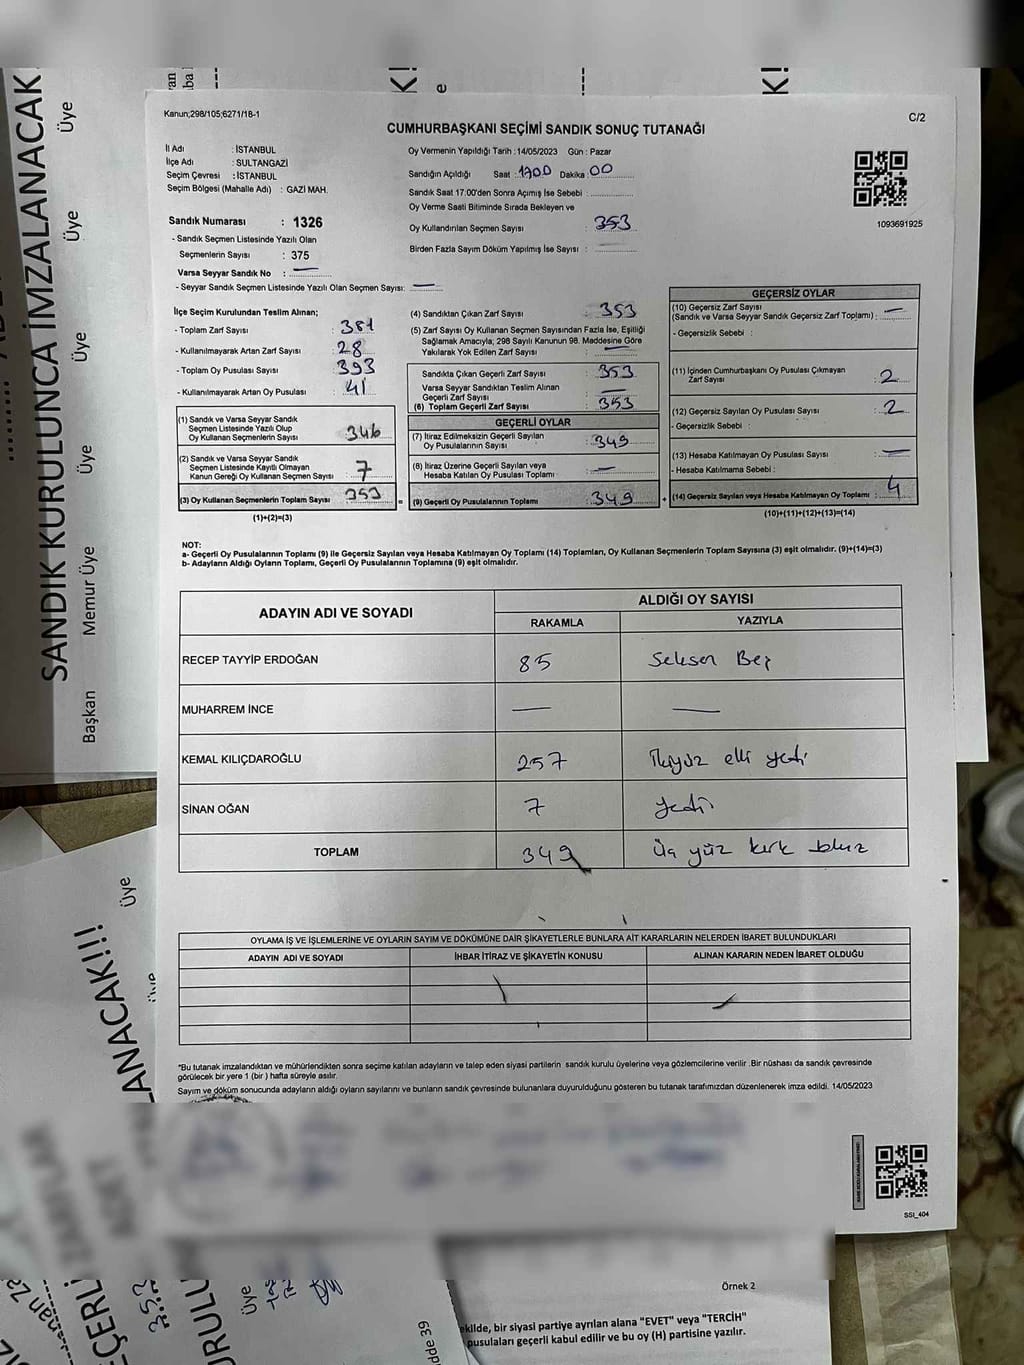 SANDIK KURULUNCA İMZALANACAK
Başkan Memur Üye Üye Üye Üye Üye
Kanun;298/105;6271/18-1
C/2
CUMHURBAŞKANI SEÇİMİ SANDIK SONUÇ TUTANAĞI
İl Adı : İSTANBUL
İlçe Adı : SULTANGAZİ
Seçim Çevresi : İSTANBUL
Seçim Bölgesi (Mahalle Adı) : GAZİ MAH.
Sandık Numarası : 1326
- Sandık Seçmen Listesinde Yazılı Olan
Seçmenlerin Sayısı : 375
Varsa Seyyar Sandık No : —
- Seyyar Sandık Seçmen Listesinde Yazılı Olan Seçmen Sayısı: —
Oy Vermenin Yapıldığı Tarih : 14/05/2023 Gün : Pazar
Sandığın Açıldığı Saat : 1700 Dakika : 00
Sandık Saat 17.00'den Sonra Açımış İse Sebebi :
Oy Verme Saati Bitiminde Sırada Bekleyen ve
Oy Kullandırılan Seçmen Sayısı : 353
Birden Fazla Sayım Döküm Yapılmış İse Sayısı :
1093691925
İlçe Seçim Kurulundan Teslim Alınan;
- Toplam Zarf Sayısı : 381
- Kullanılmayarak Artan Zarf Sayısı : 28
- Toplam Oy Pusulası Sayısı : 393
- Kullanılmayarak Artan Oy Pusulası : 41
(1) Sandık ve Varsa Seyyar Sandık
Seçmen Listesinde Yazılı Olup
Oy Kullanan Seçmenlerin Sayısı : 346
(2) Sandık ve Varsa Seyyar Sandık
Seçmen Listesinde Kayıtlı Olmayan
Kanun Gereği Oy Kullanan Seçmen Sayısı : 7
(3) Oy Kullanan Seçmenlerin Toplam Sayısı : 353
(1)+(2)=(3)
(4) Sandıktan Çıkan Zarf Sayısı : 353
(5) Zarf Sayısı Oy Kullanan Seçmen Sayısından Fazla İse, Eşitliği
Sağlamak Amacıyla, 298 Sayılı Kanunun 98. Maddesine Göre
Yakılarak Yok Edilen Zarf Sayısı : —
Sandıkta Çıkan Geçerli Zarf Sayısı : 353
Varsa Seyyar Sandıktan Teslim Alınan
Geçerli Zarf Sayısı : —
(6) Toplam Geçerli Zarf Sayısı : 353
GEÇERLİ OYLAR
(7) İtiraz Edilmeksizin Geçerli Sayılan
Oy Pusulalarının Sayısı : 349
(8) İtiraz Üzerine Geçerli Sayılan veya
Hesaba Katılan Oy Pusulası Toplamı : —
= (9) Geçerli Oy Pusulalarının Toplamı : 349
GEÇERSİZ OYLAR
(10) Geçersiz Zarf Sayısı
(Sandık ve Varsa Seyyar Sandık Geçersiz Zarf Toplamı) : —
- Geçersizlik Sebebi :
(11) İçinden Cumhurbaşkanı Oy Pusulası Çıkmayan
Zarf Sayısı : 2
(12) Geçersiz Sayılan Oy Pusulası Sayısı : 2
- Geçersizlik Sebebi :
(13) Hesaba Katılmayan Oy Pusulası Sayısı : —
- Hesaba Katılmama Sebebi :
+ (14) Geçersiz Sayılan veya Hesaba Katılmayan Oy Toplamı : 4
(10)+(11)+(12)+(13)=(14)
NOT:
a- Geçerli Oy Pusulalarının Toplamı (9) ile Geçersiz Sayılan veya Hesaba Katılmayan Oy Toplamı (14) Toplamları, Oy Kullanan Seçmenlerin Toplam Sayısına (3) eşit olmalıdır. (9)+(14)=(3)
b- Adayların Aldığı Oyların Toplamı, Geçerli Oy Pusulalarının Toplamına (9) eşit olmalıdır.
ADAYIN ADI VE SOYADI ALDIĞI OY SAYISI
RAKAMLA YAZIYLA
RECEP TAYYİP ERDOĞAN 85 Seksen Beş
MUHARREM İNCE — —
KEMAL KILIÇDAROĞLU 257 İkiyüz elli yedi
SİNAN OĞAN 7 yedi
TOPLAM 349 Üç yüz kırk dokuz
OYLAMA İŞ VE İŞLEMLERİNE VE OYLARIN SAYIM VE DÖKÜMÜNE DAİR ŞİKAYETLERLE BUNLARA AİT KARARLARIN NELERDEN İBARET BULUNDUKLARI
ADAYIN ADI VE SOYADI İHBAR İTİRAZ VE ŞİKAYETİN KONUSU ALINAN KARARIN NEDEN İBARET OLDUĞU
*Bu tutanak imzalandıktan ve mühürlendikten sonra seçime katılan adayların ve talep eden siyasi partilerin sandık kurulu üyelerine veya gözlemcilerine verilir .Bir nüshası da sandık çevresinde
görülecek bir yere 1 (bir ) hafta süreyle asılır.
Sayım ve döküm sonucunda adayların aldığı oyların sayılarını ve bunların sandık çevresinde bulunanlara duyurulduğunu gösteren bu tutanak tarafımızdan düzenlenerek imza edildi. 14/05/2023
SSI_404
ANACAK!!!
Üye
Üye
Örnek 2
ekilde, bir siyasi partiye ayrılan alana "EVET" veya "TERCİH"
pusulaları geçerli kabul edilir ve bu oy (H) partisine yazılır.